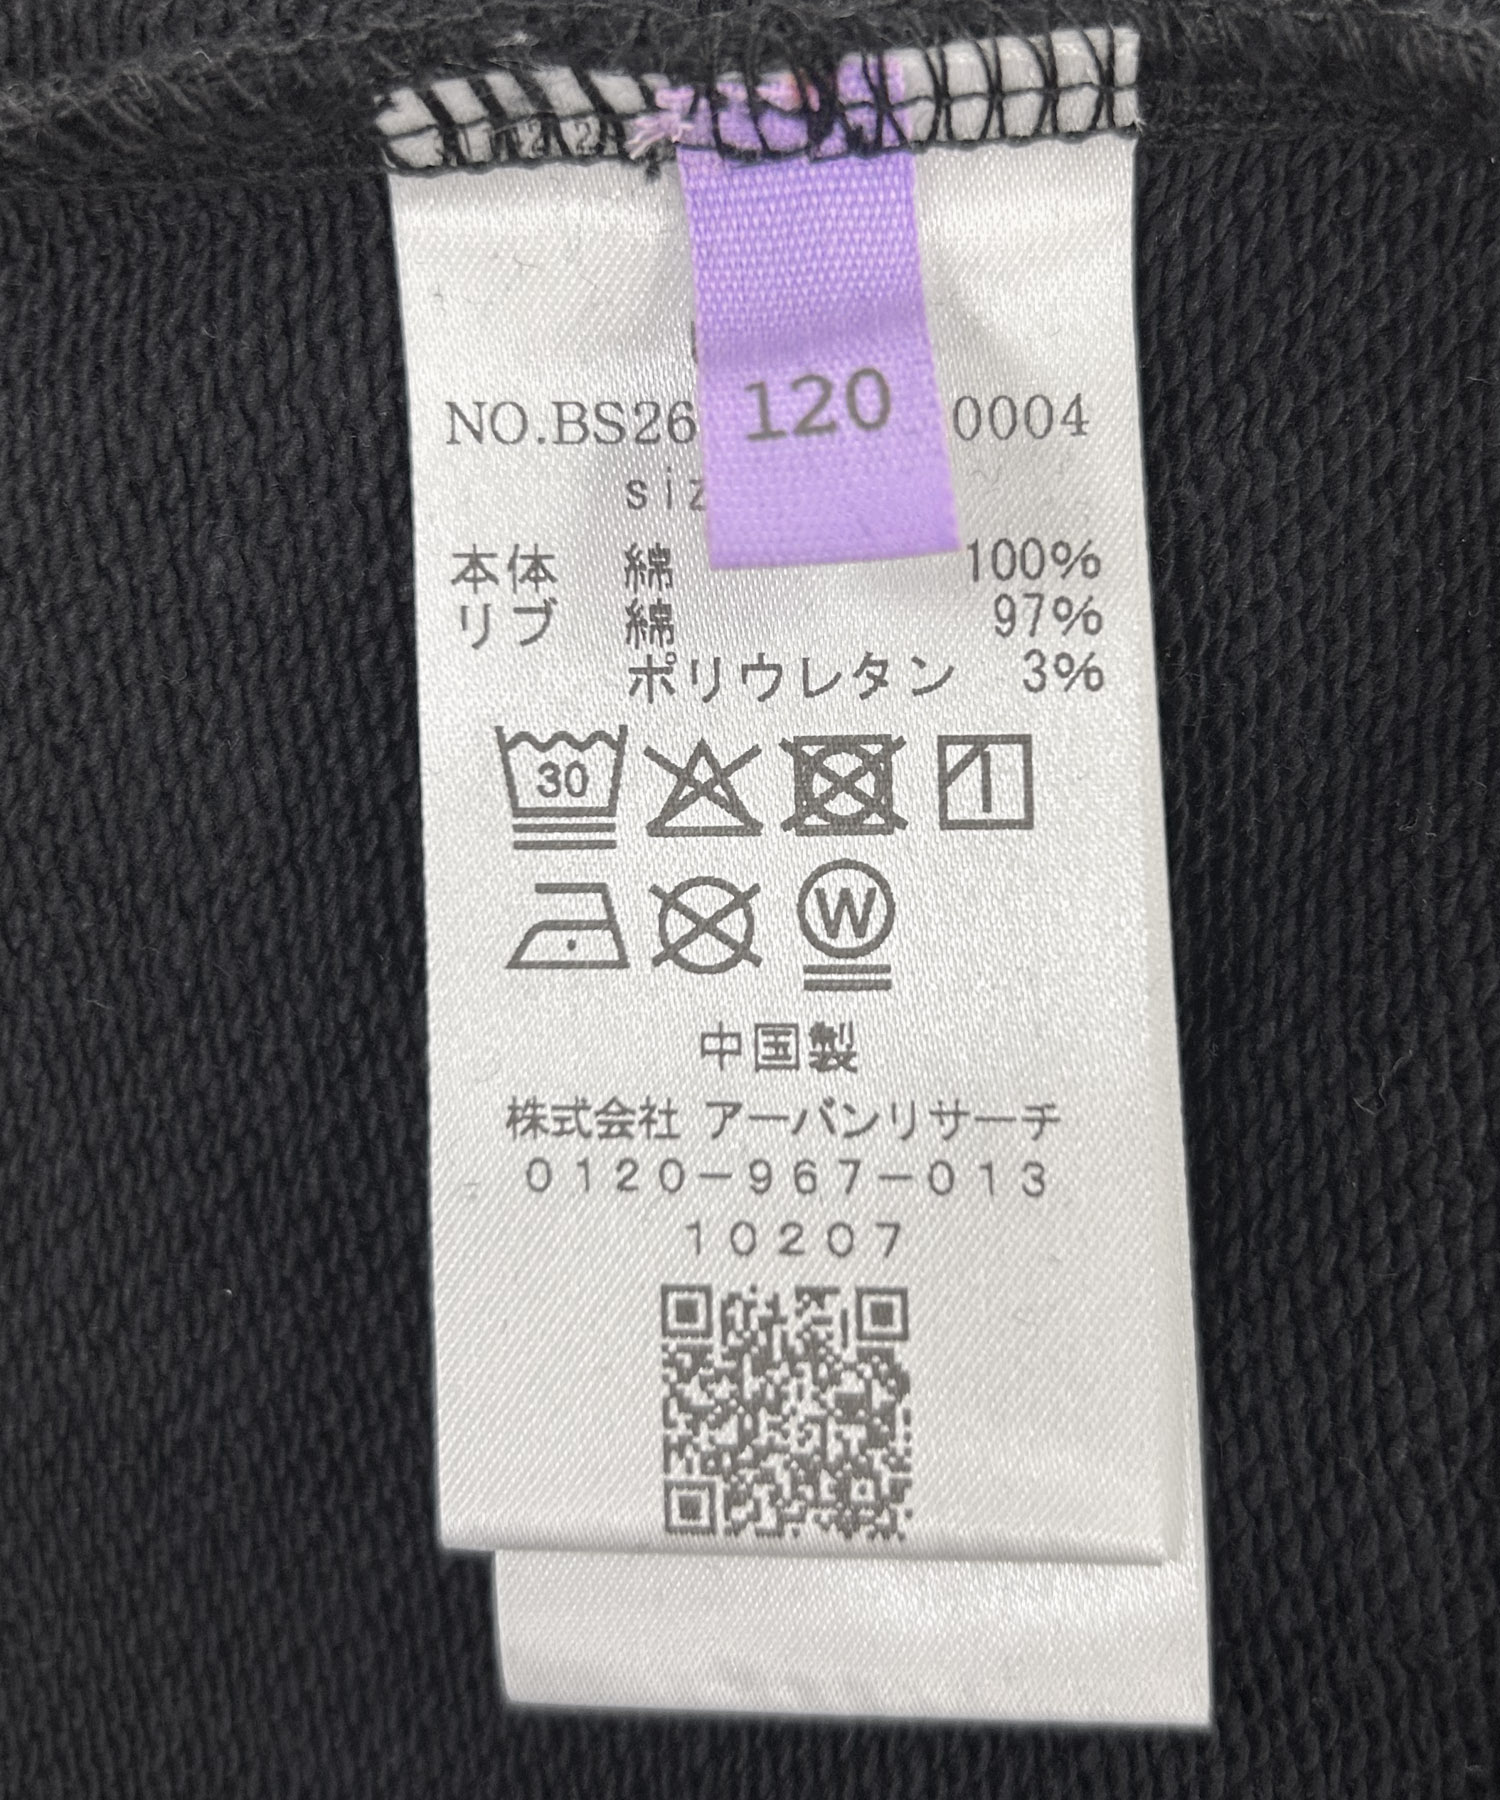 120
NO.BS26 0004
本体 綿 100%
リブ 綿 97%
ポリウレタン 3%
30
W
中国製
株式会社 アーバンリサーチ
0120-967-013
10207